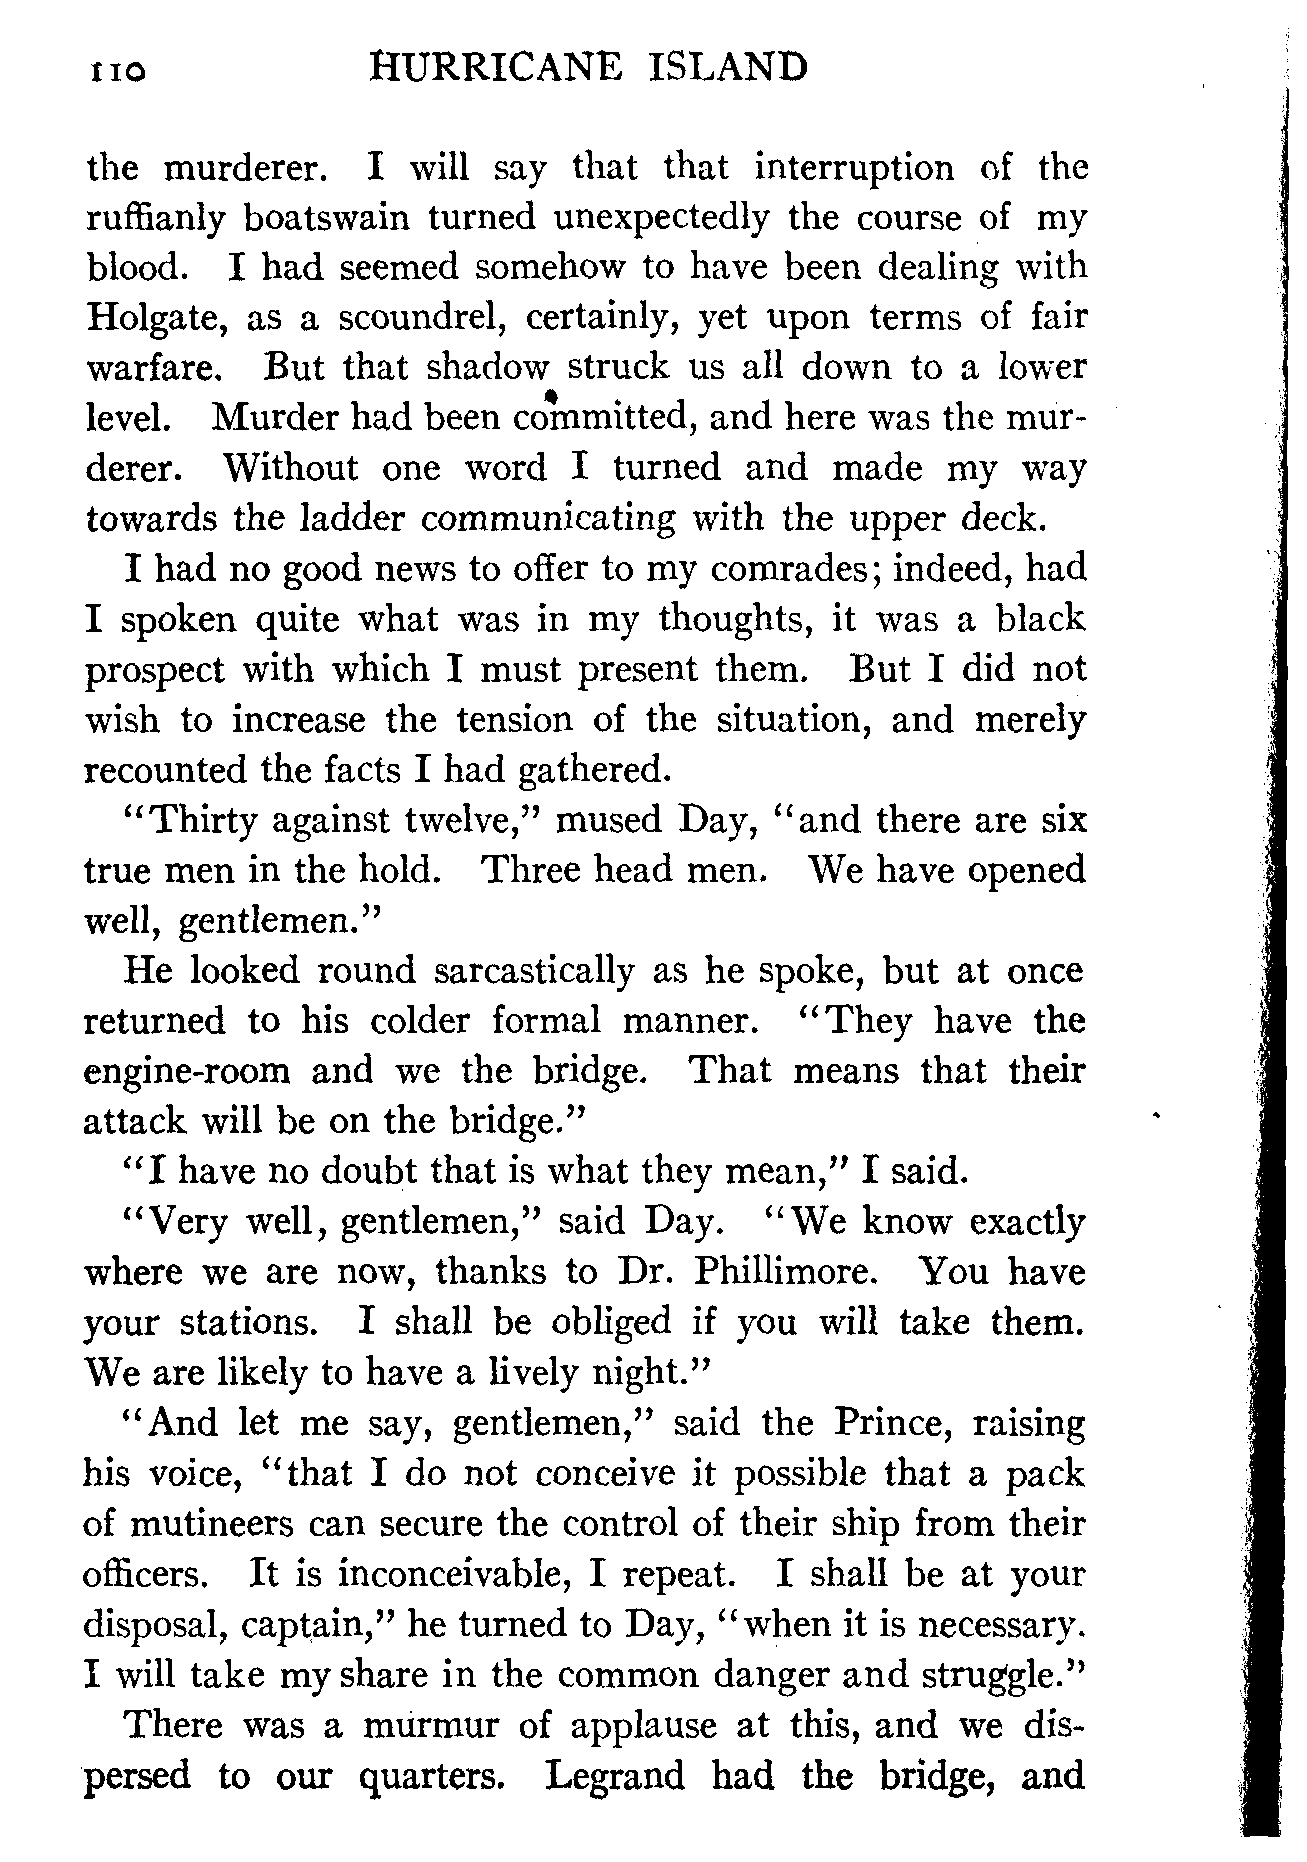 110 HURRICANE ISLAND
the murderer. I will say that that interruption of the
ruffianly boatswain turned unexpectedly the course of my
blood. I had seemed somehow to have been dealing with
Holgate, as a scoundrel, certainly, yet upon terms of fair
warfare. But that shadow struck us all down to a lower
level. Murder had been committed, and here was the mur-
derer. Without one word I turned and made my way
towards the ladder communicating with the upper deck.
I had no good news to offer to my comrades; indeed, had
I spoken quite what was in my thoughts, it was a black
prospect with which I must present them. But I did not
wish to increase the tension of the situation, and merely
recounted the facts I had gathered.
"Thirty against twelve," mused Day, "and there are six
true men in the hold. Three head men. We have opened
well, gentlemen."
He looked round sarcastically as he spoke, but at once
returned to his colder formal manner. "They have the
engine-room and we the bridge. That means that their
attack will be on the bridge."
"I have no doubt that is what they mean," I said.
"Very well, gentlemen," said Day. "We know exactly
where we are now, thanks to Dr. Phillimore. You have
your stations. I shall be obliged if you will take them.
We are likely to have a lively night."
"And let me say, gentlemen," said the Prince, raising
his voice, "that I do not conceive it possible that a pack
of mutineers can secure the control of their ship from their
officers. It is inconceivable, I repeat. I shall be at your
disposal, captain," he turned to Day, "when it is necessary.
I will take my share in the common danger and struggle."
There was a murmur of applause at this, and we dis-
persed to our quarters. Legrand had the bridge, and